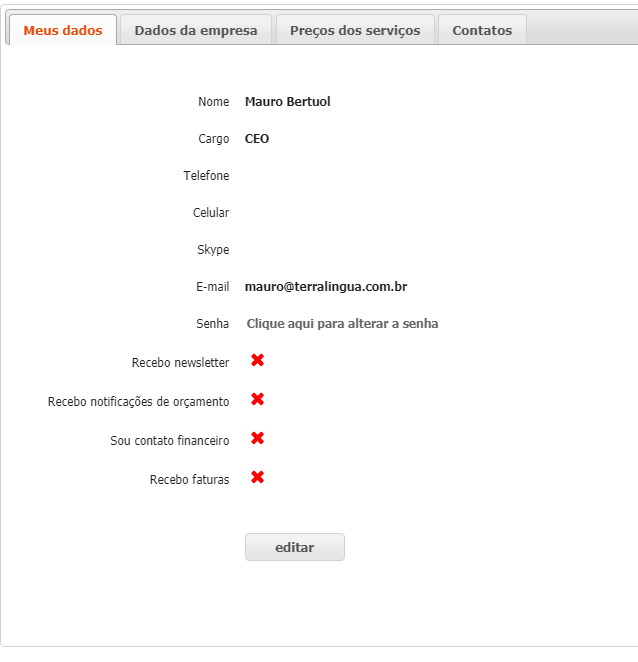 Meus dados Dados da empresa Preços dos serviços Contatos
Nome Mauro Bertuol
Cargo CEO
Telefone
Celular
Skype
E-mail mauro@terralingua.com.br
Senha Clique aqui para alterar a senha
Recebo newsletter
Recebo notificações de orçamento
Sou contato financeiro
Recebo faturas
editar